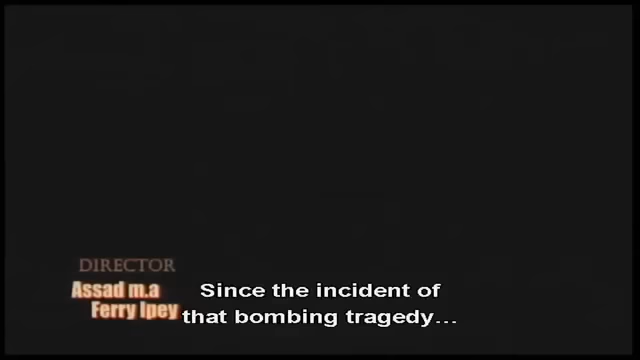 DIRECTOR
Assad m.a
Ferry Ipey
Since the incident of
that bombing tragedy...